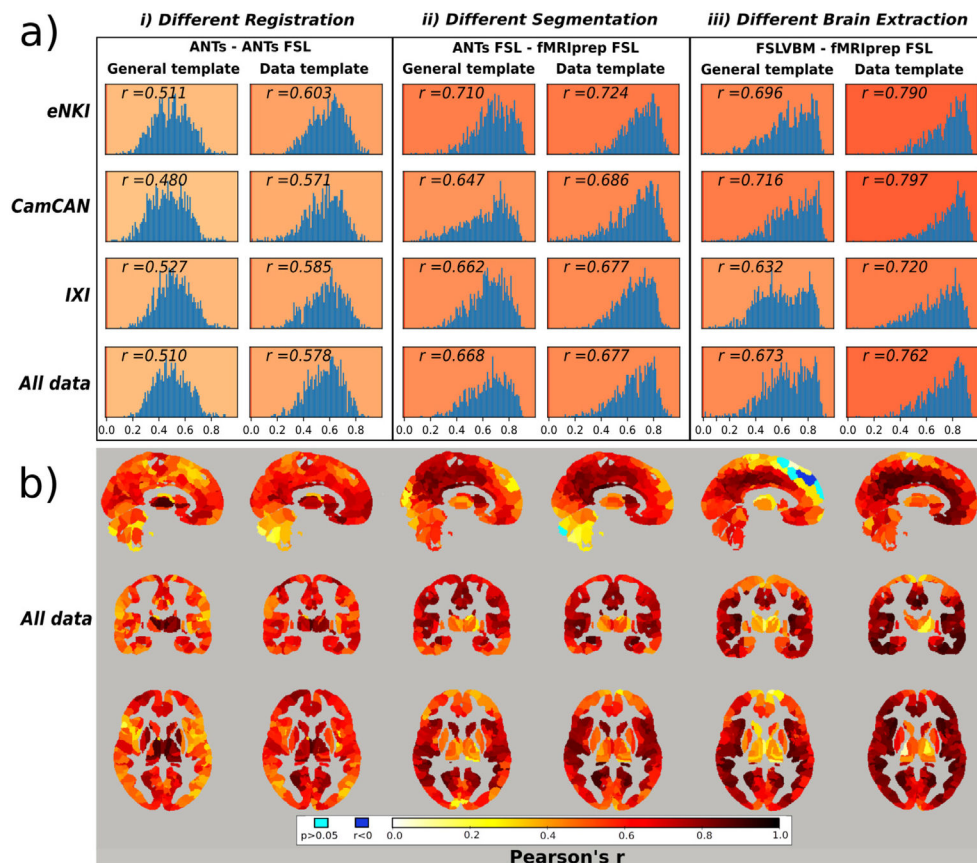 a)
i) Different Registration ii) Different Segmentation iii) Different Brain Extraction
ANTs - ANTs FSL ANTs FSL - fMRIprep FSL FSLVBM - fMRIprep FSL
General template Data template General template Data template General template Data template
eNKI r =0.511 r =0.603 r =0.710 r =0.724 r =0.696 r =0.790
CamCAN r =0.480 r =0.571 r =0.647 r =0.686 r =0.716 r =0.797
IXI r =0.527 r =0.585 r =0.662 r =0.677 r =0.632 r =0.720
All data r =0.510 r =0.578 r =0.668 r =0.677 r =0.673 r =0.762
0.0 0.2 0.4 0.6 0.8 0.0 0.2 0.4 0.6 0.8 0.0 0.2 0.4 0.6 0.8 0.0 0.2 0.4 0.6 0.8 0.0 0.2 0.4 0.6 0.8 0.0 0.2 0.4 0.6 0.8
b)
All data
p>0.05 r<0 0.0 0.2 0.4 0.6 0.8 1.0
Pearson's r